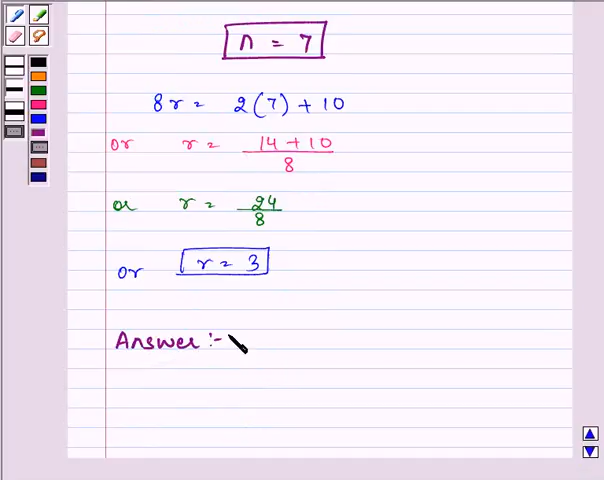 n = 7
8r = 2(7) + 10
or r = 14 + 10 / 8
or r = 24 / 8
or r = 3
Answer :-